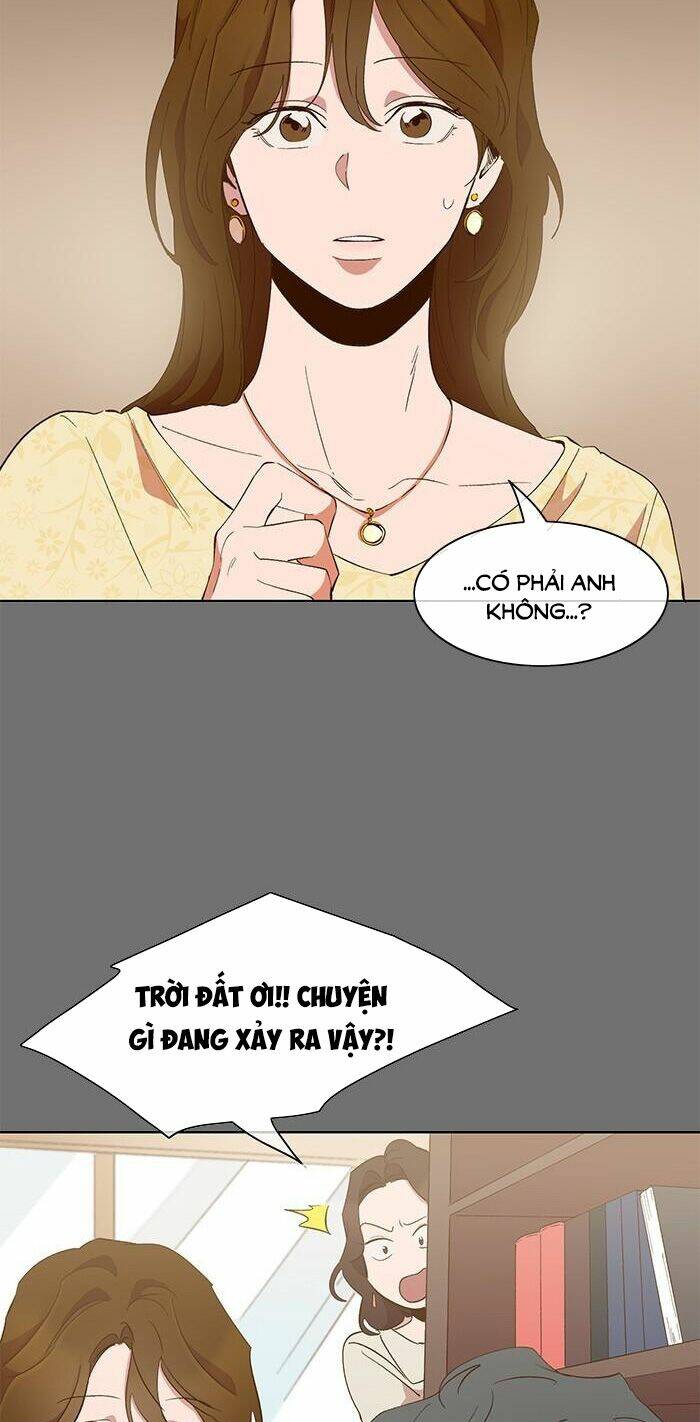 ...CÓ PHẢI ANH
KHÔNG...?
TRỜI ĐẤT ƠI!! CHUYỆN
GÌ ĐANG XẢY RA VẬY?!